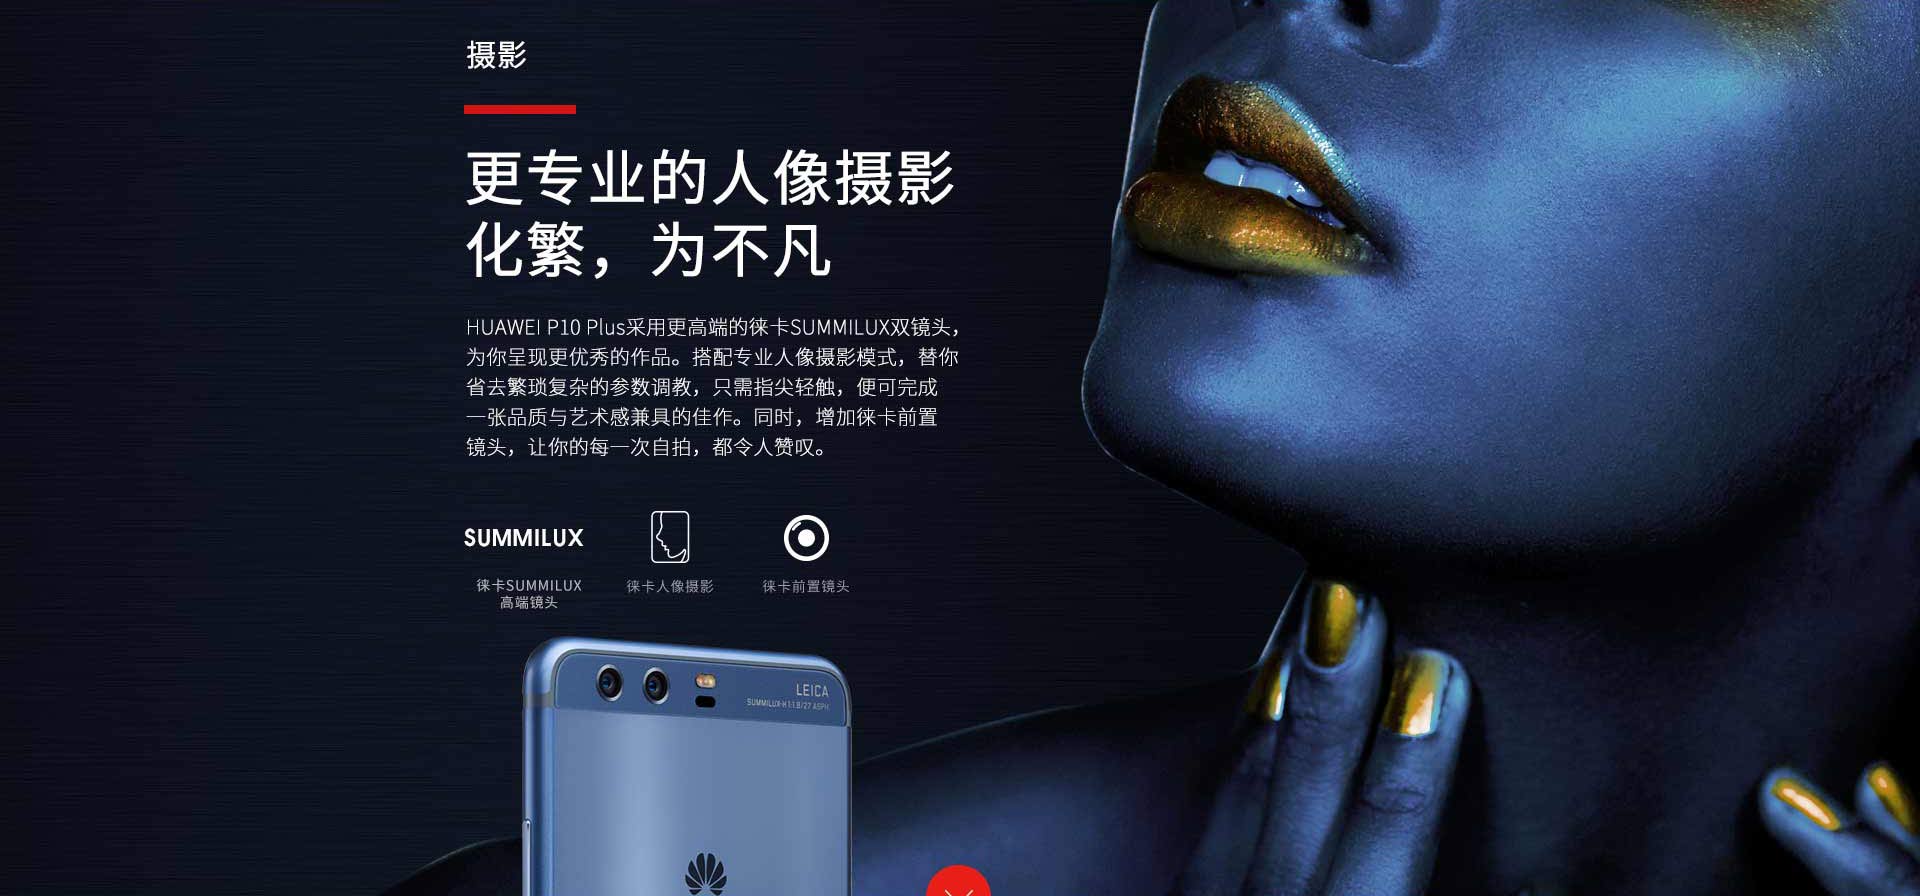 摄影
更专业的人像摄影
化繁，为不凡
HUAWEI P10 Plus采用更高端的徕卡SUMMILUX双镜头，
为你呈现更优秀的作品。搭配专业人像摄影模式，替你
省去繁琐复杂的参数调教，只需指尖轻触，便可完成
一张品质与艺术感兼具的佳作。同时，增加徕卡前置
镜头，让你的每一次自拍，都令人赞叹。
SUMMILUX
徕卡SUMMILUX
高端镜头
徕卡人像摄影
徕卡前置镜头
LEICA
SUMMILUX-H 1:1.8/27 ASPH